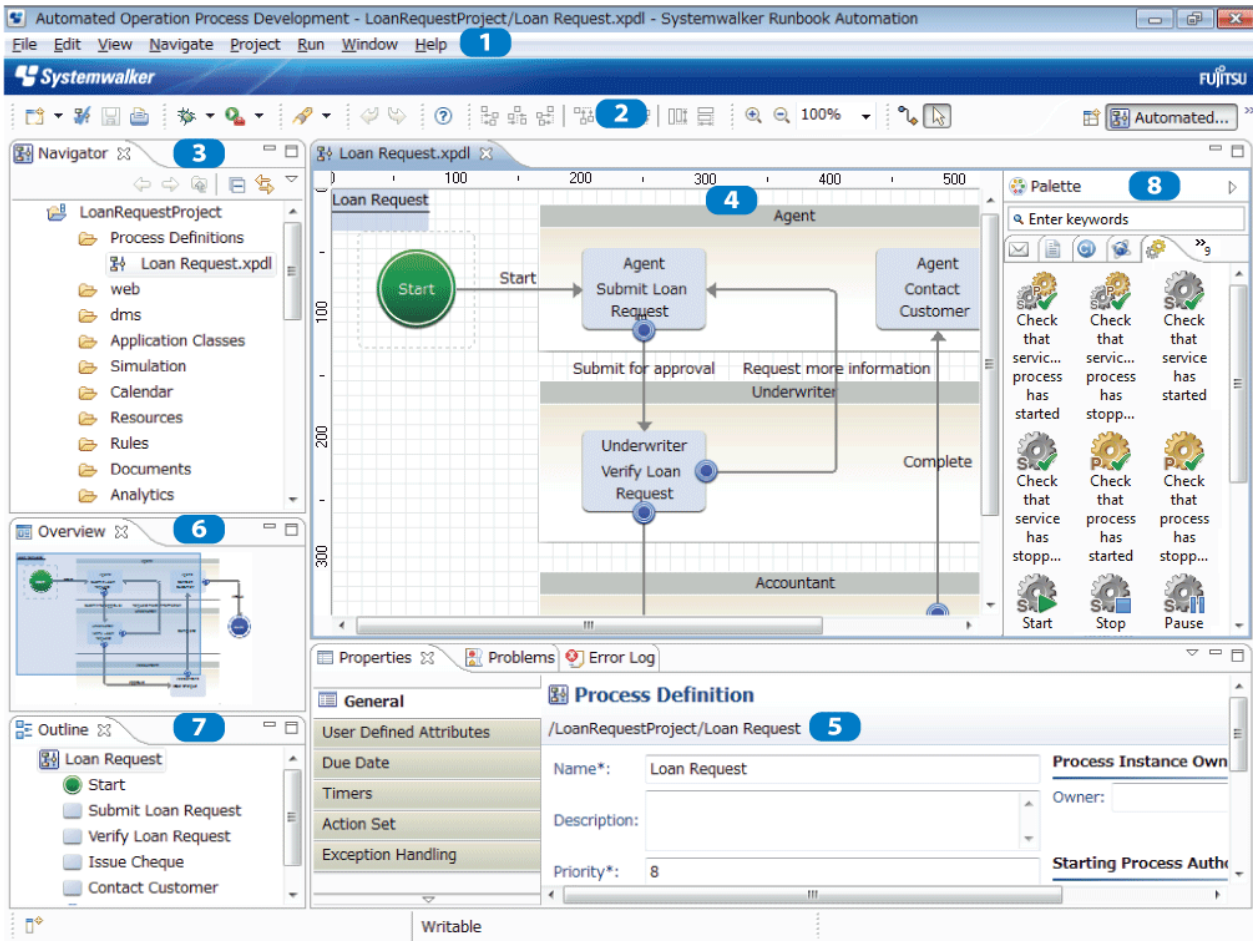 Automated Operation Process Development - LoanRequestProject/Loan Request.xpdl - Systemwalker Runbook Automation
File Edit View Navigate Project Run Window Help 1
Systemwalker
FUJITSU
2
100%
Automated...
Navigator 3
LoanRequestProject
Process Definitions
Loan Request.xpdl
web
dms
Application Classes
Simulation
Calendar
Resources
Rules
Documents
Analytics
Loan Request.xpdl
0 100 200 300 400 500
100
200
300
4
Loan Request
Agent
Start
Start
Agent
Submit Loan
Request
Agent
Contact
Customer
Submit for approval
Request more information
Underwriter
Underwriter
Verify Loan
Request
Complete
Accountant
Palette 8
Enter keywords
9
Check
that
servic...
process
has
started
Check
that
servic...
process
has
stopp...
Check
that
service
has
started
Check
that
service
has
stopp...
Check
that
process
has
started
Check
that
process
has
stopp...
Start
Stop
Pause
Overview 6
Outline 7
Loan Request
Start
Submit Loan Request
Verify Loan Request
Issue Cheque
Contact Customer
Properties Problems Error Log
General
User Defined Attributes
Due Date
Timers
Action Set
Exception Handling
Process Definition
/LoanRequestProject/Loan Request 5
Name*: Loan Request
Description:
Priority*: 8
Process Instance Own
Owner:
Starting Process Autho
Writable